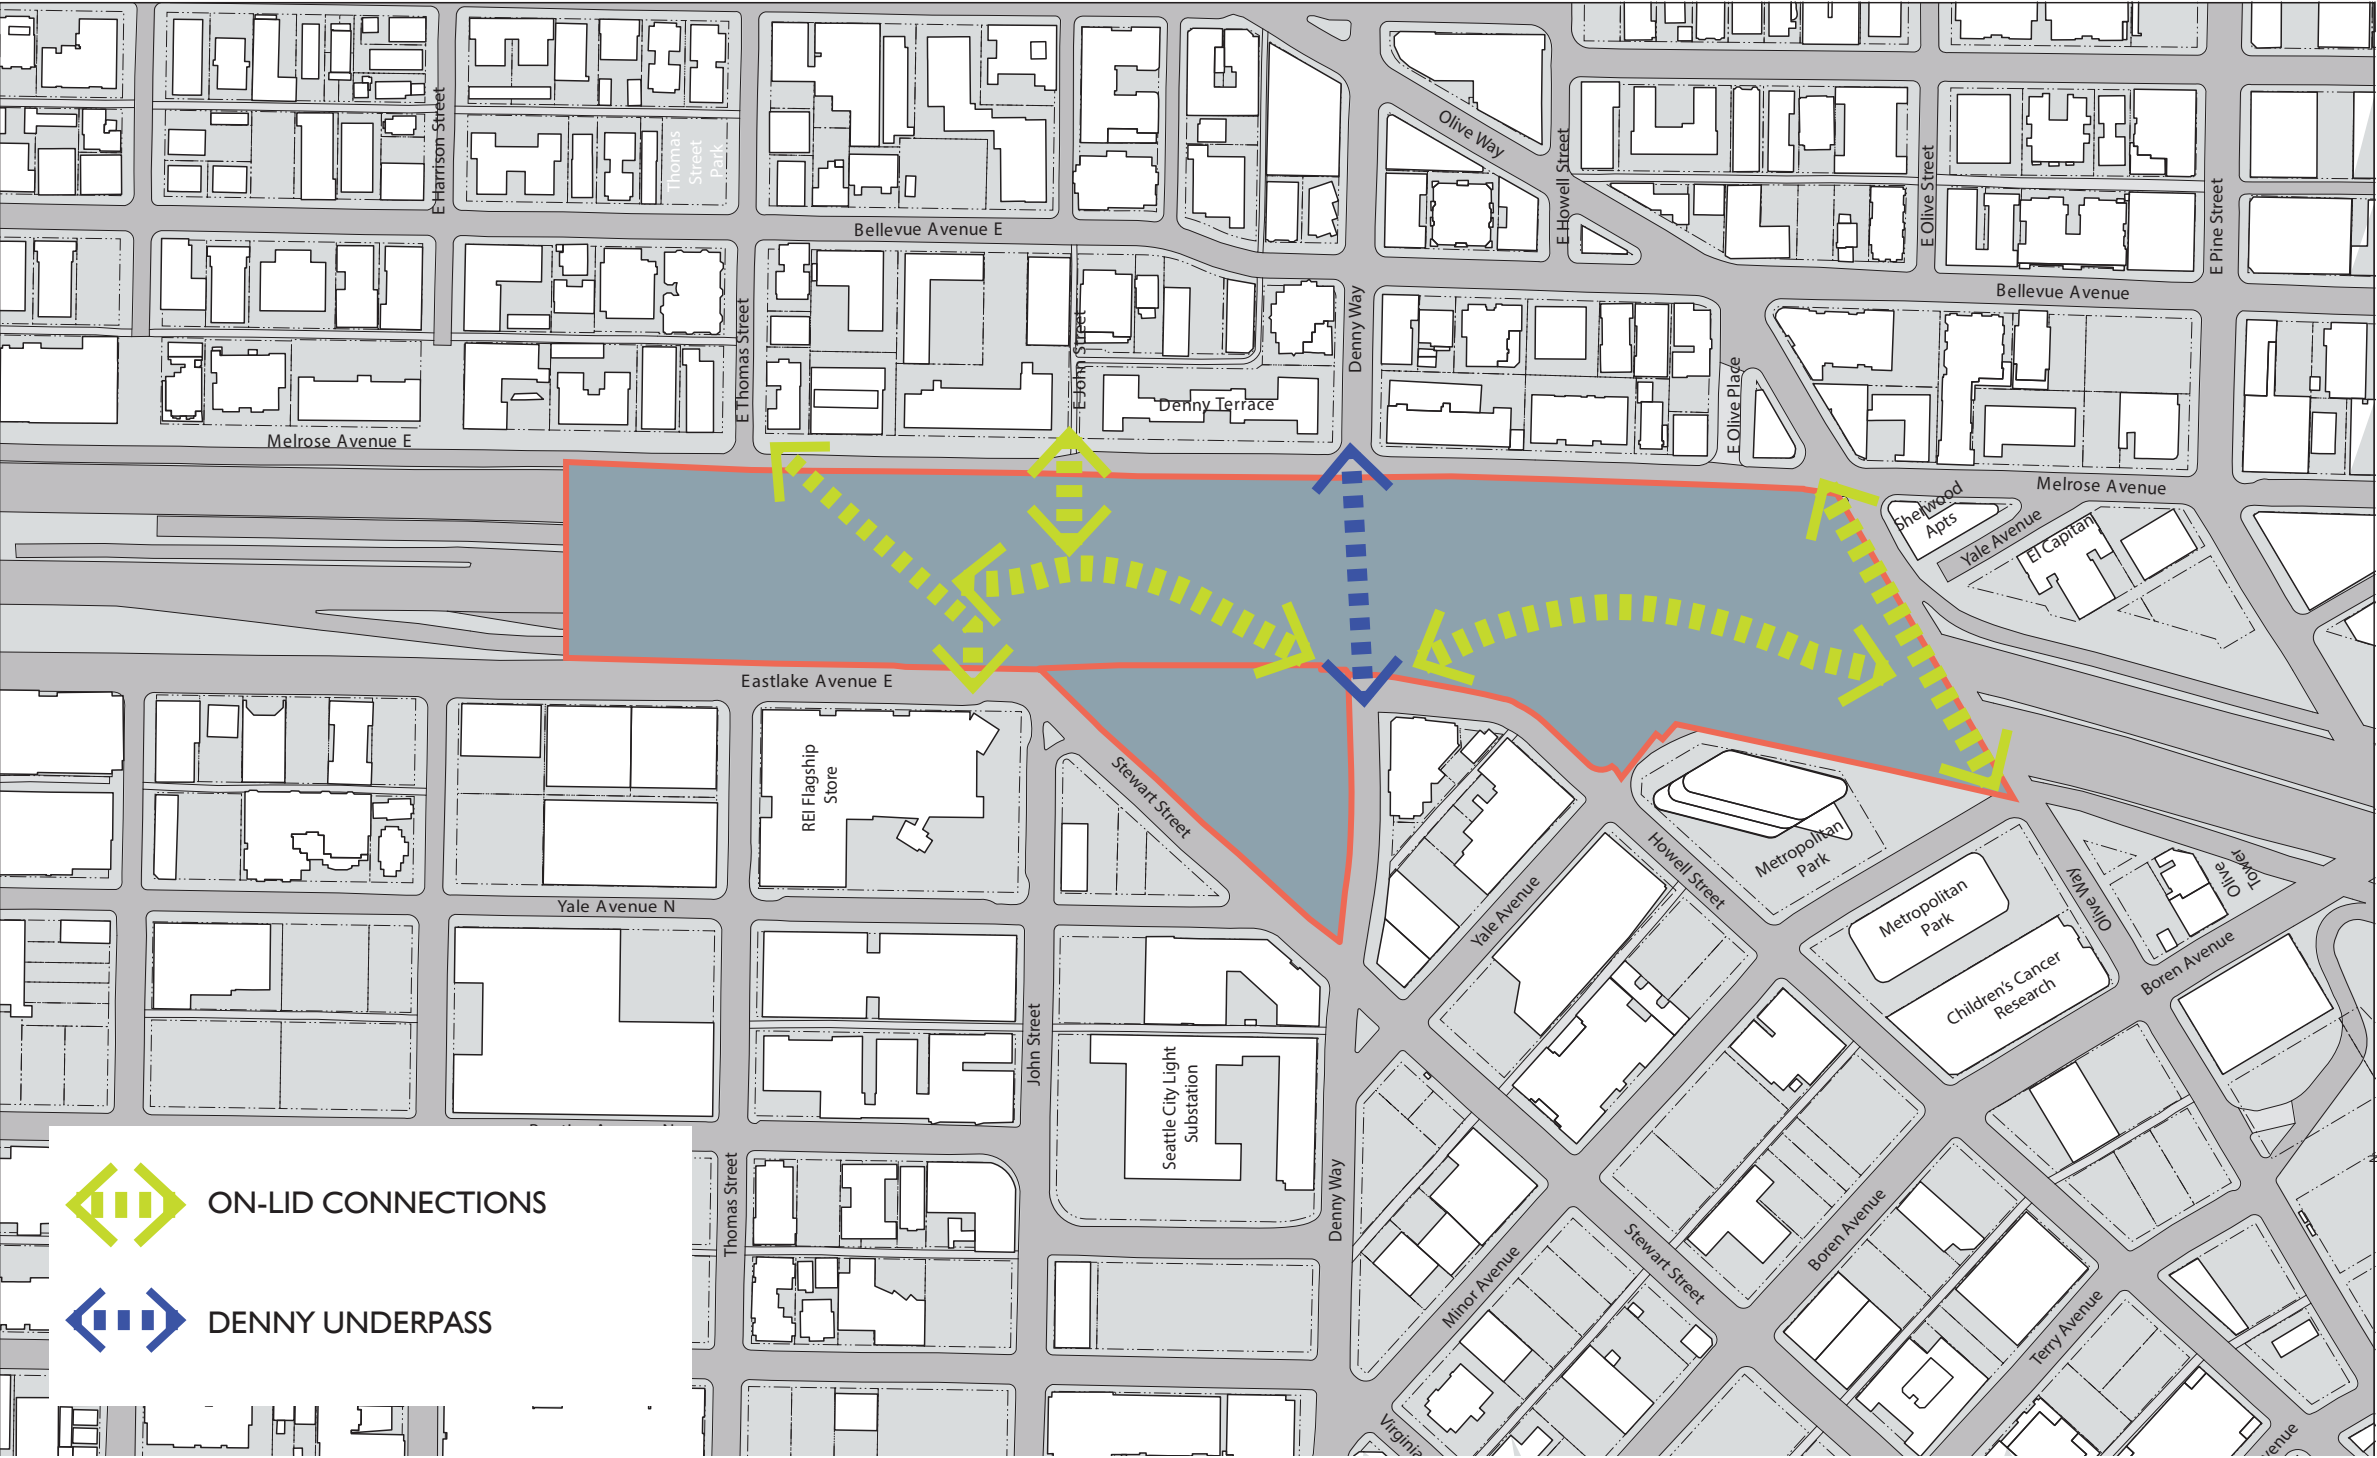 E Harrison Street
Thomas
Street
Park
Olive Way
E Howell Street
E Olive Street
E Pine Street
Bellevue Avenue E
Bellevue Avenue
E Thomas Street
E John Street
Denny Way
E Olive Place
Denny Terrace
Melrose Avenue E
Melrose Avenue
Sherwood
Apts
Yale Avenue
El Capitan
Eastlake Avenue E
REI Flagship
Store
Stewart Street
Howell Street
Metropolitan
Park
Metropolitan
Park
Olive Way
Olive
Tower
Yale Avenue N
Yale Avenue
Boren Avenue
Children's Cancer
Research
John Street
Seattle City Light
Substation
Thomas Street
Denny Way
Minor Avenue
Stewart Street
Boren Avenue
Terry Avenue
Virginia
ON-LID CONNECTIONS
DENNY UNDERPASS